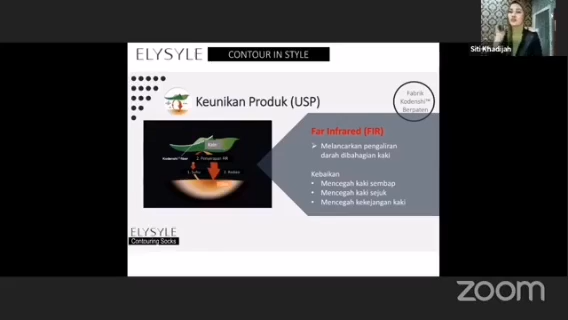 Siti Khadijah
ELYSYLE
CONTOUR IN STYLE
Keunikan Produk (USP)
Fabrik
Kodenshi™
Berpaten
Far Infrared (FIR)
Melancarkan pengaliran
darah dibahagian kaki
Kebaikan
Mencegah kaki sembap
Mencegah kaki sejuk
Mencegah kekejangan kaki
ELYSYLE
Contouring Socks
zoom